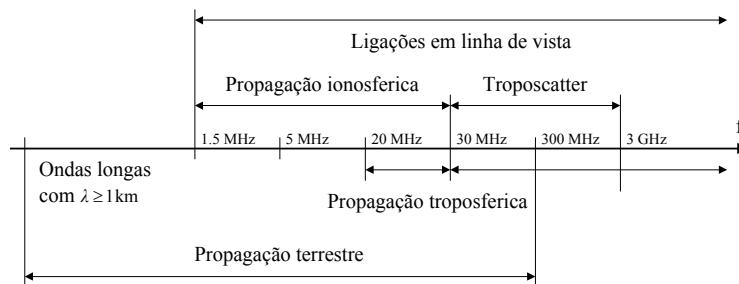 Ligações em linha de vista
Propagação ionosferica
Troposcatter
f
1.5 MHz
5 MHz
20 MHz
30 MHz
300 MHz
3 GHz
Ondas longas
com λ ≥ 1km
Propagação troposferica
Propagação terrestre